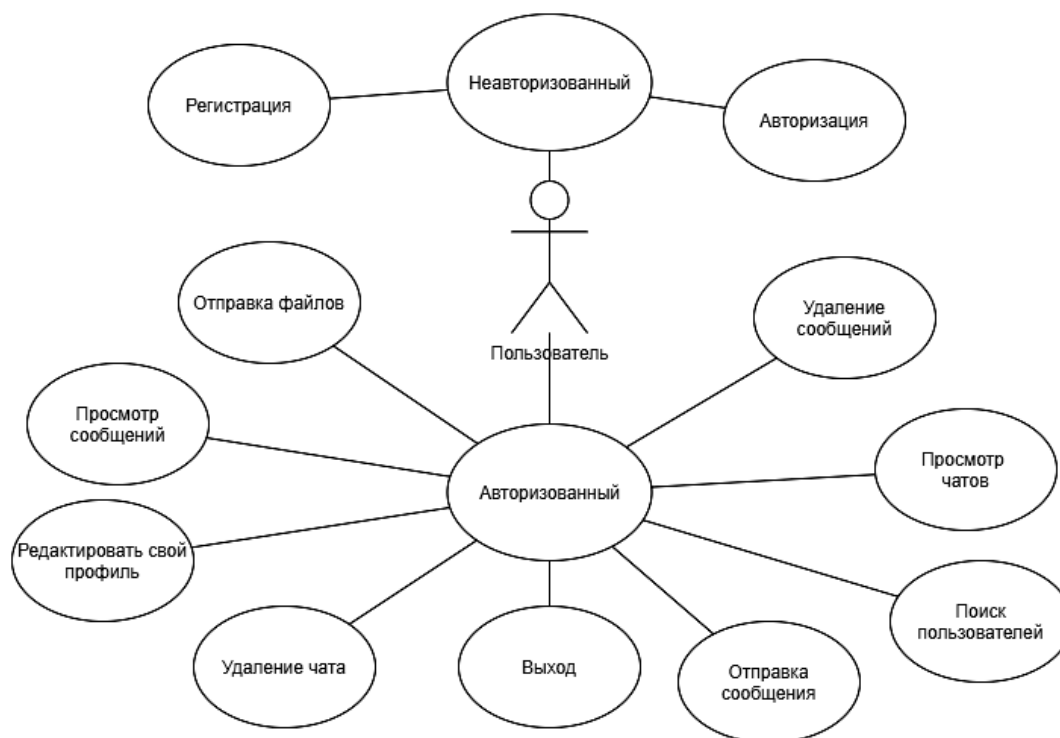 Неавторизованный
Регистрация
Авторизация
Отправка файлов
Удаление
сообщений
Пользователь
Просмотр
сообщений
Просмотр
чатов
Авторизованный
Редактировать свой
профиль
Поиск
пользователей
Удаление чата
Выход
Отправка
сообщения